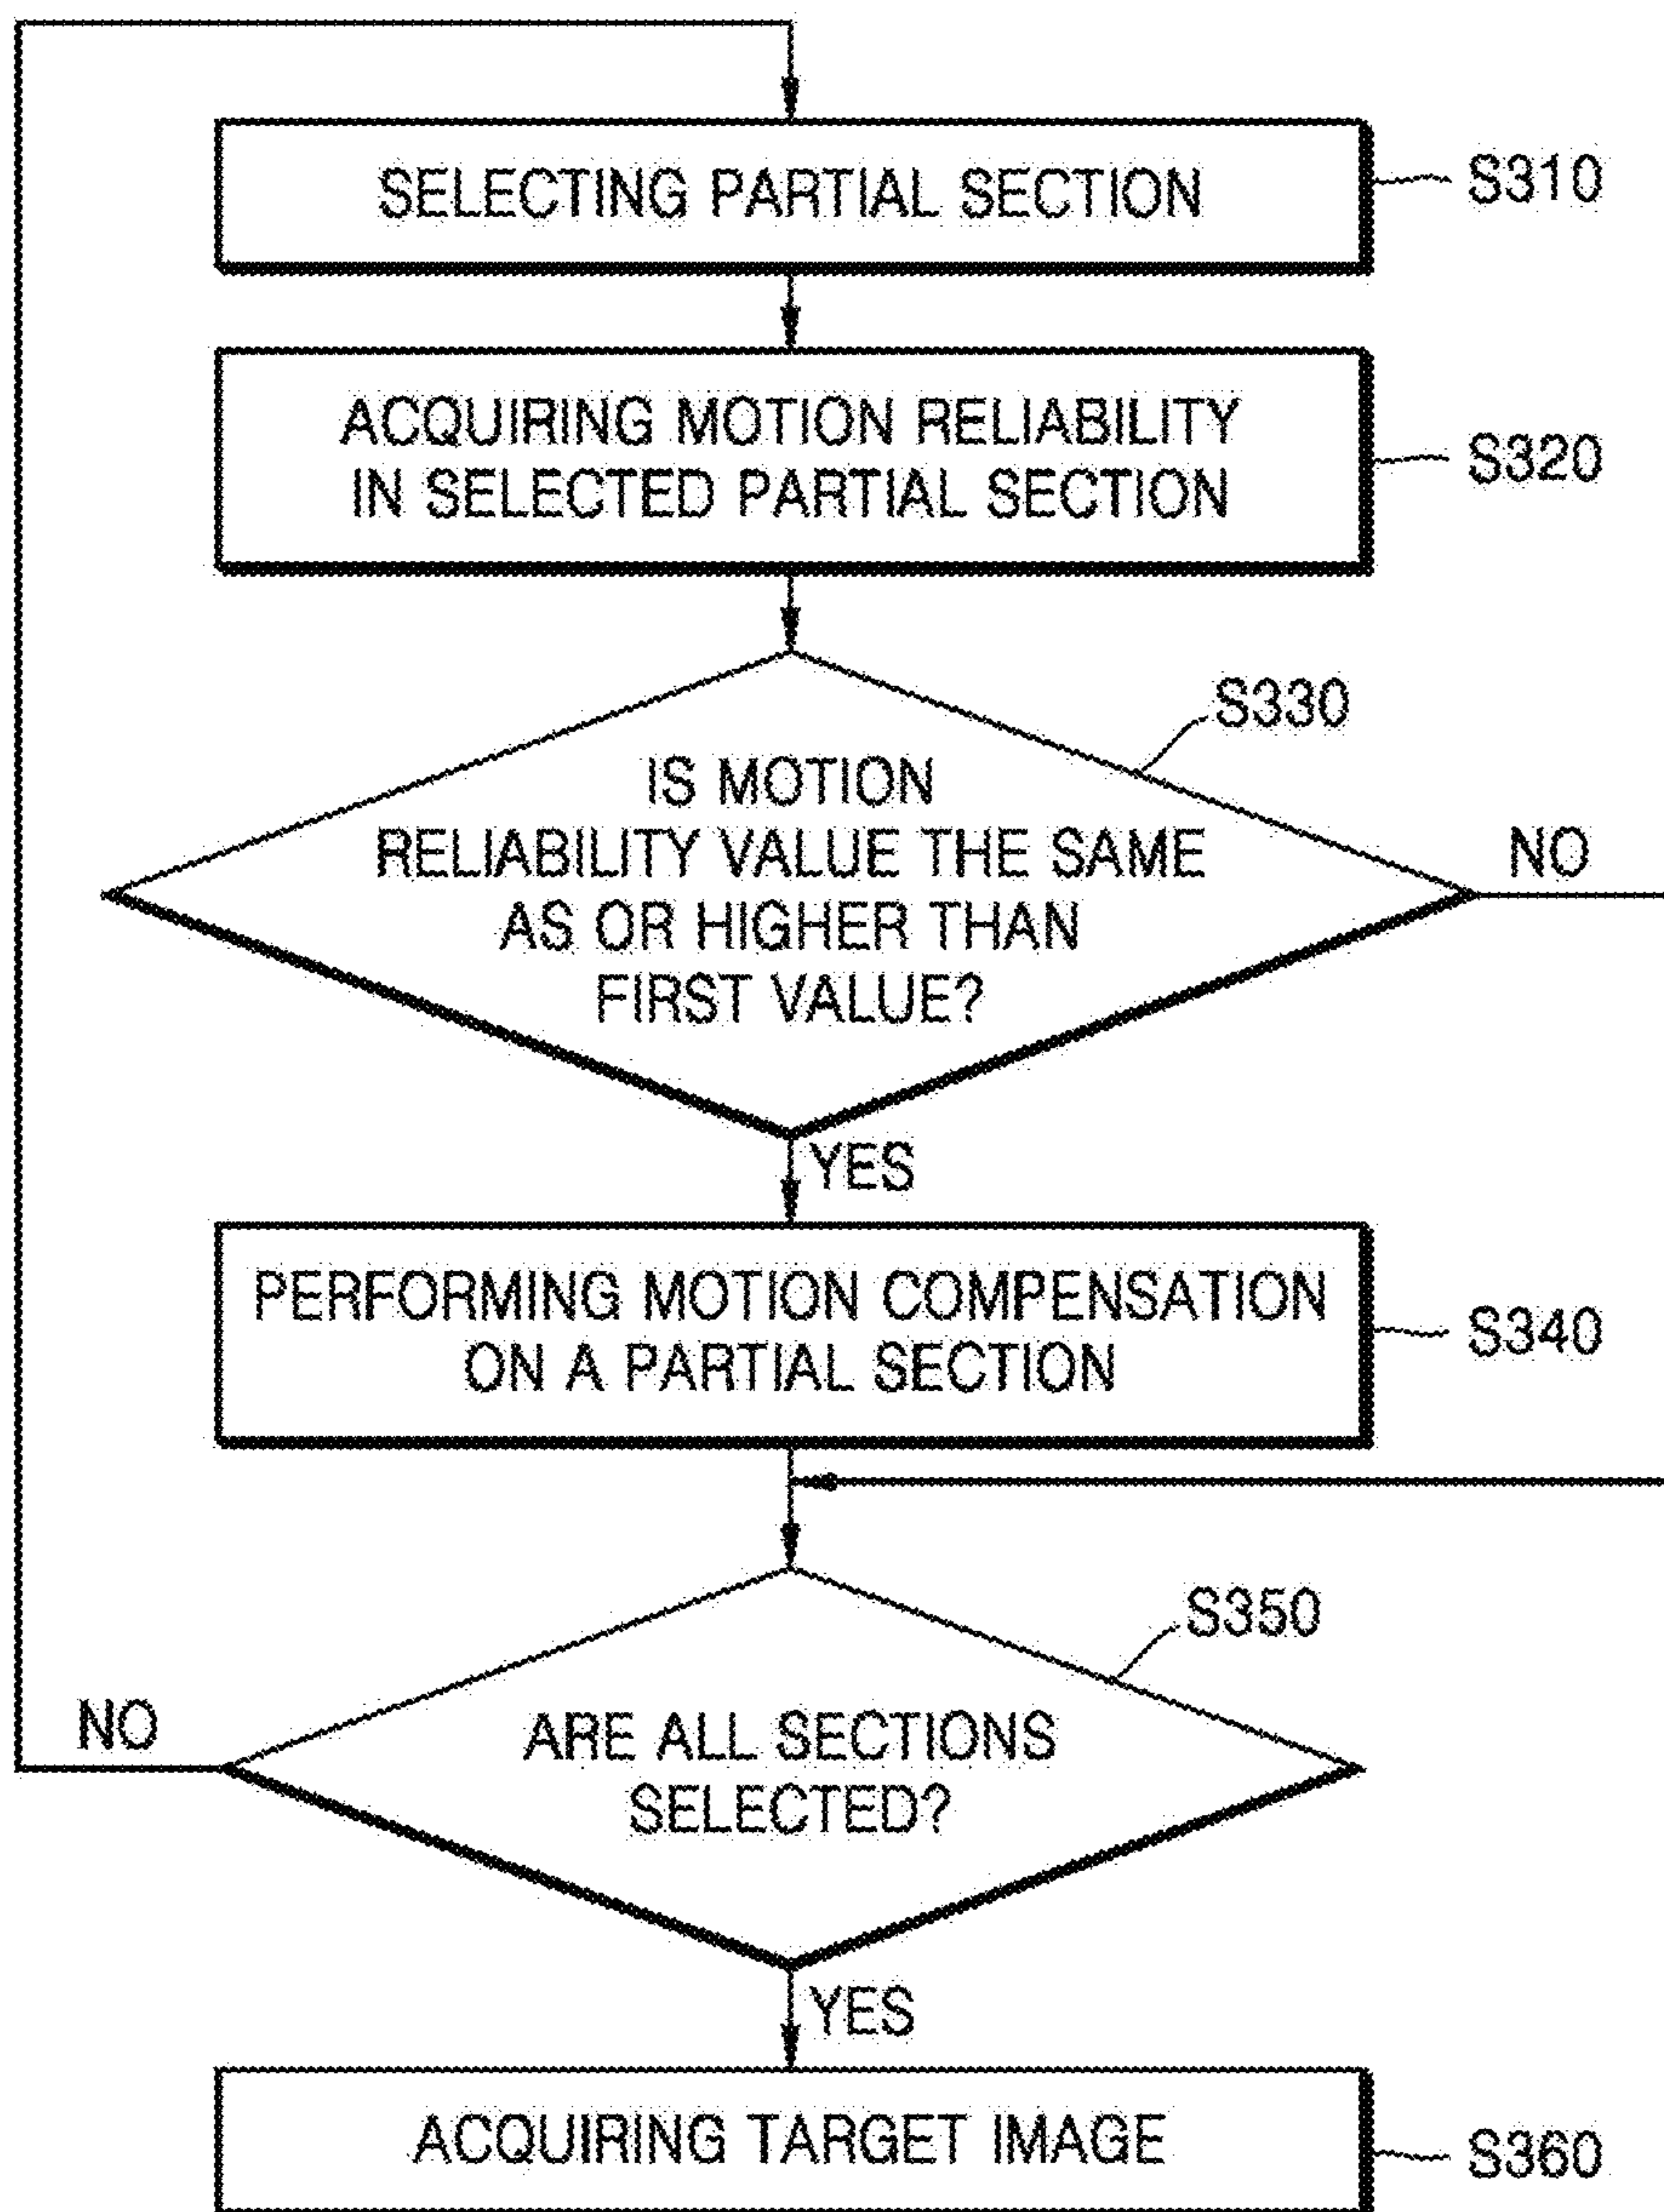 SELECTING PARTIAL SECTION
S310
ACQUIRING MOTION RELIABILITY
IN SELECTED PARTIAL SECTION
S320
S330
IS MOTION
RELIABILITY VALUE THE SAME
AS OR HIGHER THAN
FIRST VALUE?
NO
YES
PERFORMING MOTION COMPENSATION
ON A PARTIAL SECTION
S340
S350
ARE ALL SECTIONS
SELECTED?
NO
YES
ACQUIRING TARGET IMAGE
S360